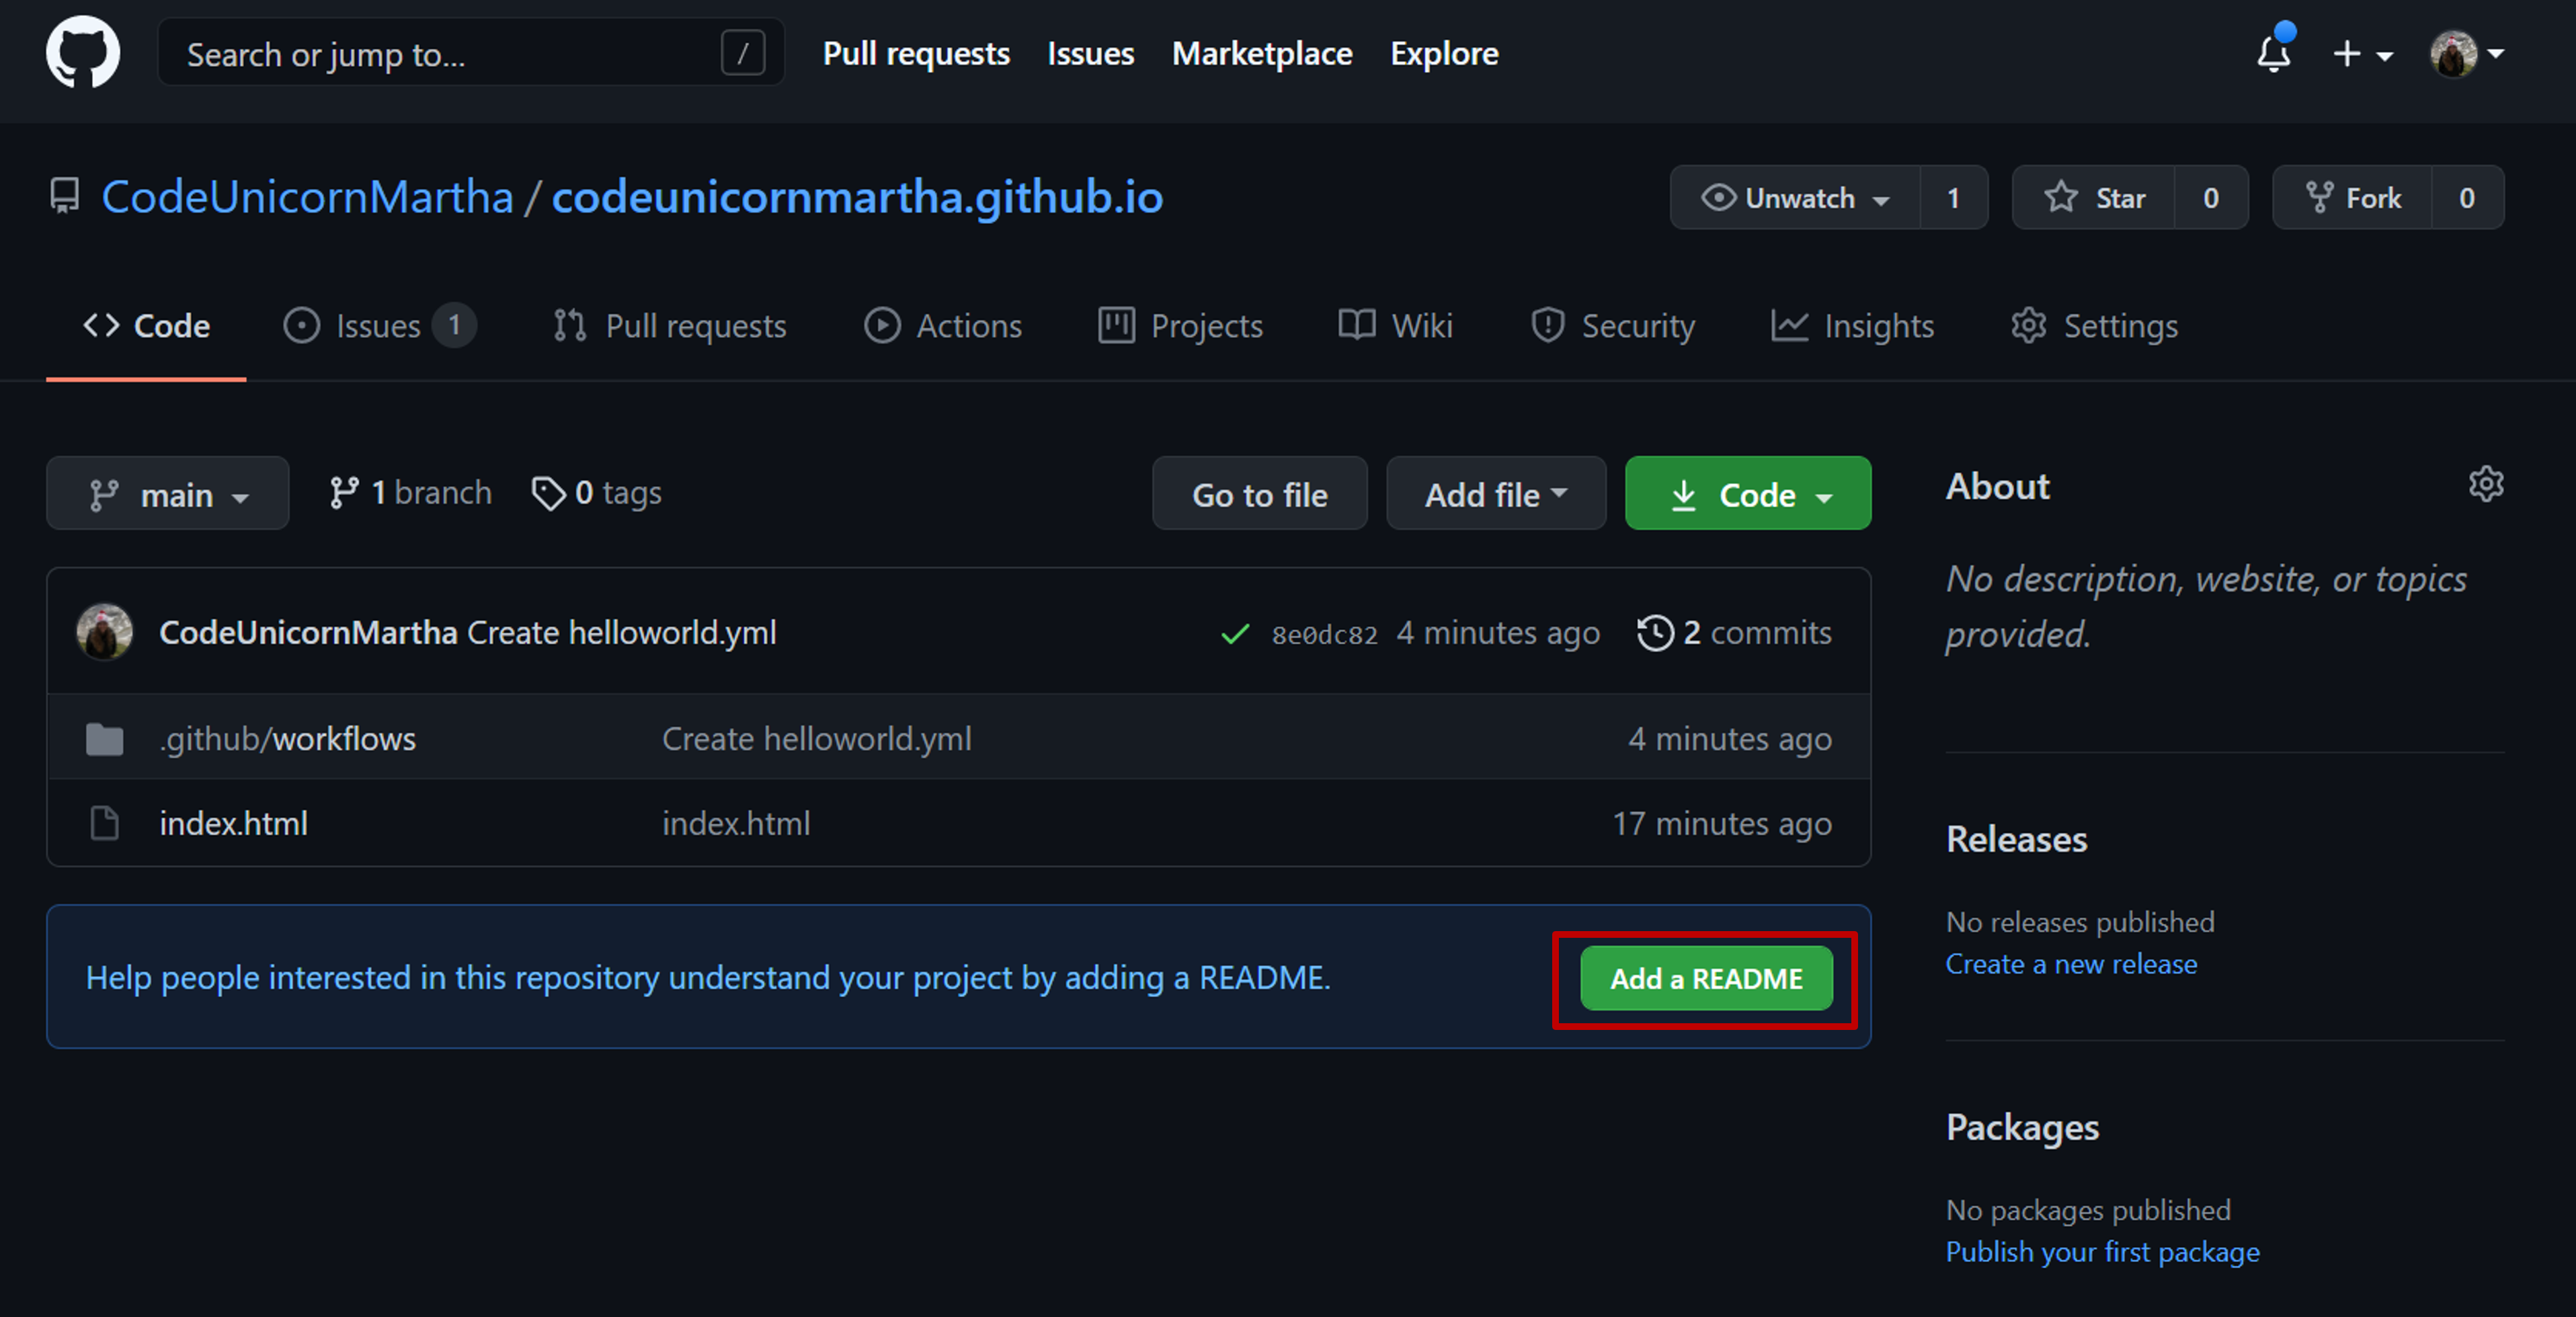 Search or jump to... / Pull requests Issues Marketplace Explore
CodeUnicornMartha / codeunicornmartha.github.io Unwatch 1 Star 0 Fork 0
Code Issues 1 Pull requests Actions Projects Wiki Security Insights Settings
main 1 branch 0 tags Go to file Add file Code
CodeUnicornMartha Create helloworld.yml 8e0dc82 4 minutes ago 2 commits
.github/workflows Create helloworld.yml 4 minutes ago
index.html index.html 17 minutes ago
Help people interested in this repository understand your project by adding a README. Add a README
About
No description, website, or topics
provided.
Releases
No releases published
Create a new release
Packages
No packages published
Publish your first package